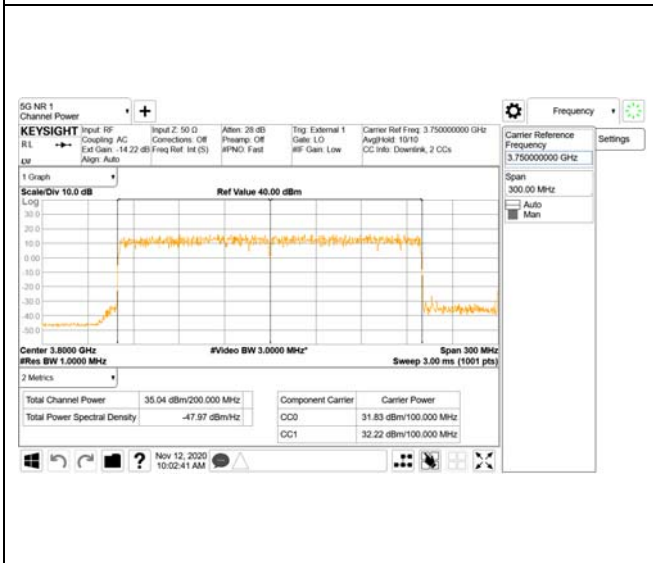 5G NR 1
Channel Power
Frequency
KEYSIGHT
RL
Input: RF
Coupling: AC
Ext Gain: -14.22 dB
Align: Auto
Input Z: 50 Ω
Corrections: Off
Freq Ref: Int (S)
Atten: 28 dB
Preamp: Off
#PNO: Fast
Trig: External 1
Gate: LO
#IF Gain: Low
Carrier Ref Freq: 3.750000000 GHz
Avg|Hold: 10/10
CC Info: Downlink, 2 CCs
Carrier Reference
Frequency
3.750000000 GHz
Settings
Span
300.00 MHz
Auto
Man
1 Graph
Scale/Div 10.0 dB
Ref Value 40.00 dBm
Log
30.0
20.0
10.0
0.00
-10.0
-20.0
-30.0
-40.0
-50.0
Center 3.8000 GHz
#Video BW 3.0000 MHz*
Span 300 MHz
#Res BW 1.0000 MHz
Sweep 3.00 ms (1001 pts)
2 Metrics
Total Channel Power 35.04 dBm/200.000 MHz
Total Power Spectral Density -47.97 dBm/Hz
Component Carrier Carrier Power
CC0 31.83 dBm/100.000 MHz
CC1 32.22 dBm/100.000 MHz
?
Nov 12, 2020
10:02:41 AM